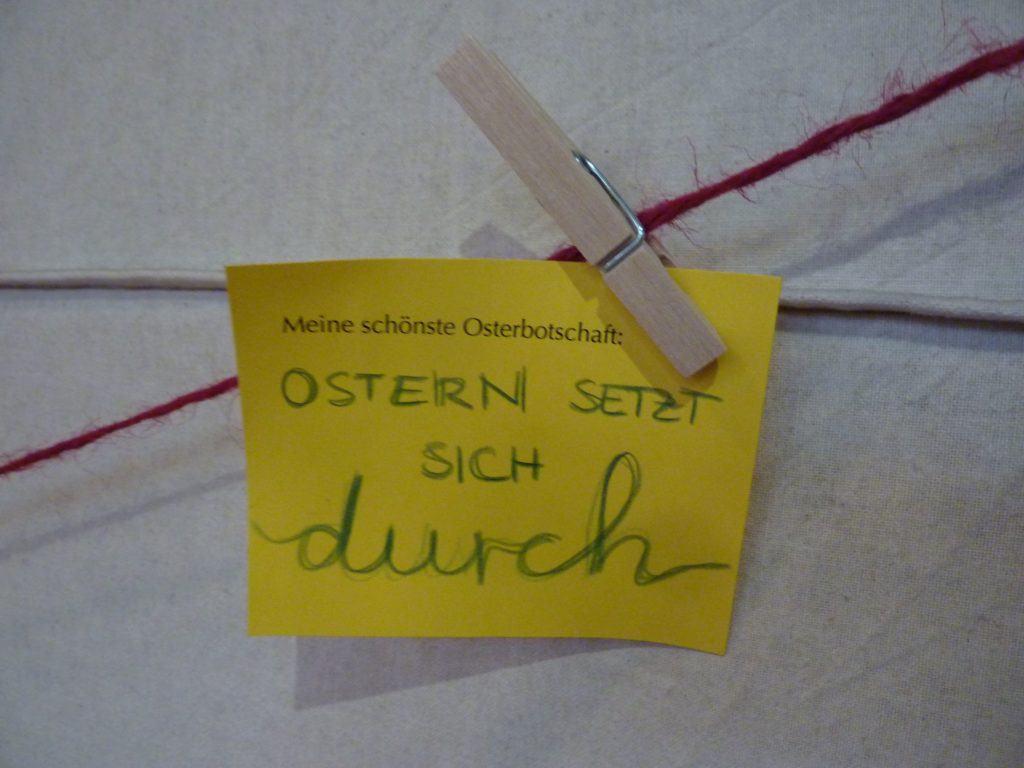 Meine schönste Osterbotschaft:
OSTERN SETZT
SICH
durch